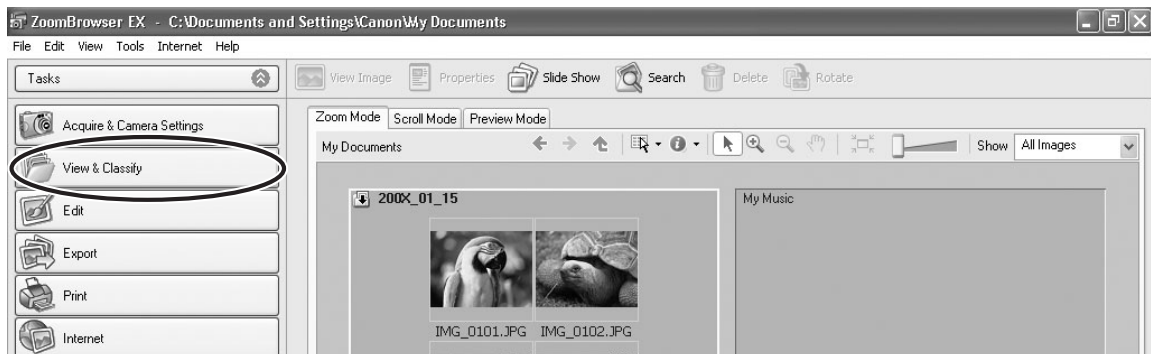 ZoomBrowser EX - C:\Documents and Settings\Canon\My Documents
File Edit View Tools Internet Help
Tasks
View Image Properties Slide Show Search Delete Rotate
Acquire & Camera Settings
View & Classify
Edit
Export
Print
Internet
Zoom Mode Scroll Mode Preview Mode
My Documents Show All Images
200X_01_15 My Music
IMG_0101.JPG IMG_0102.JPG